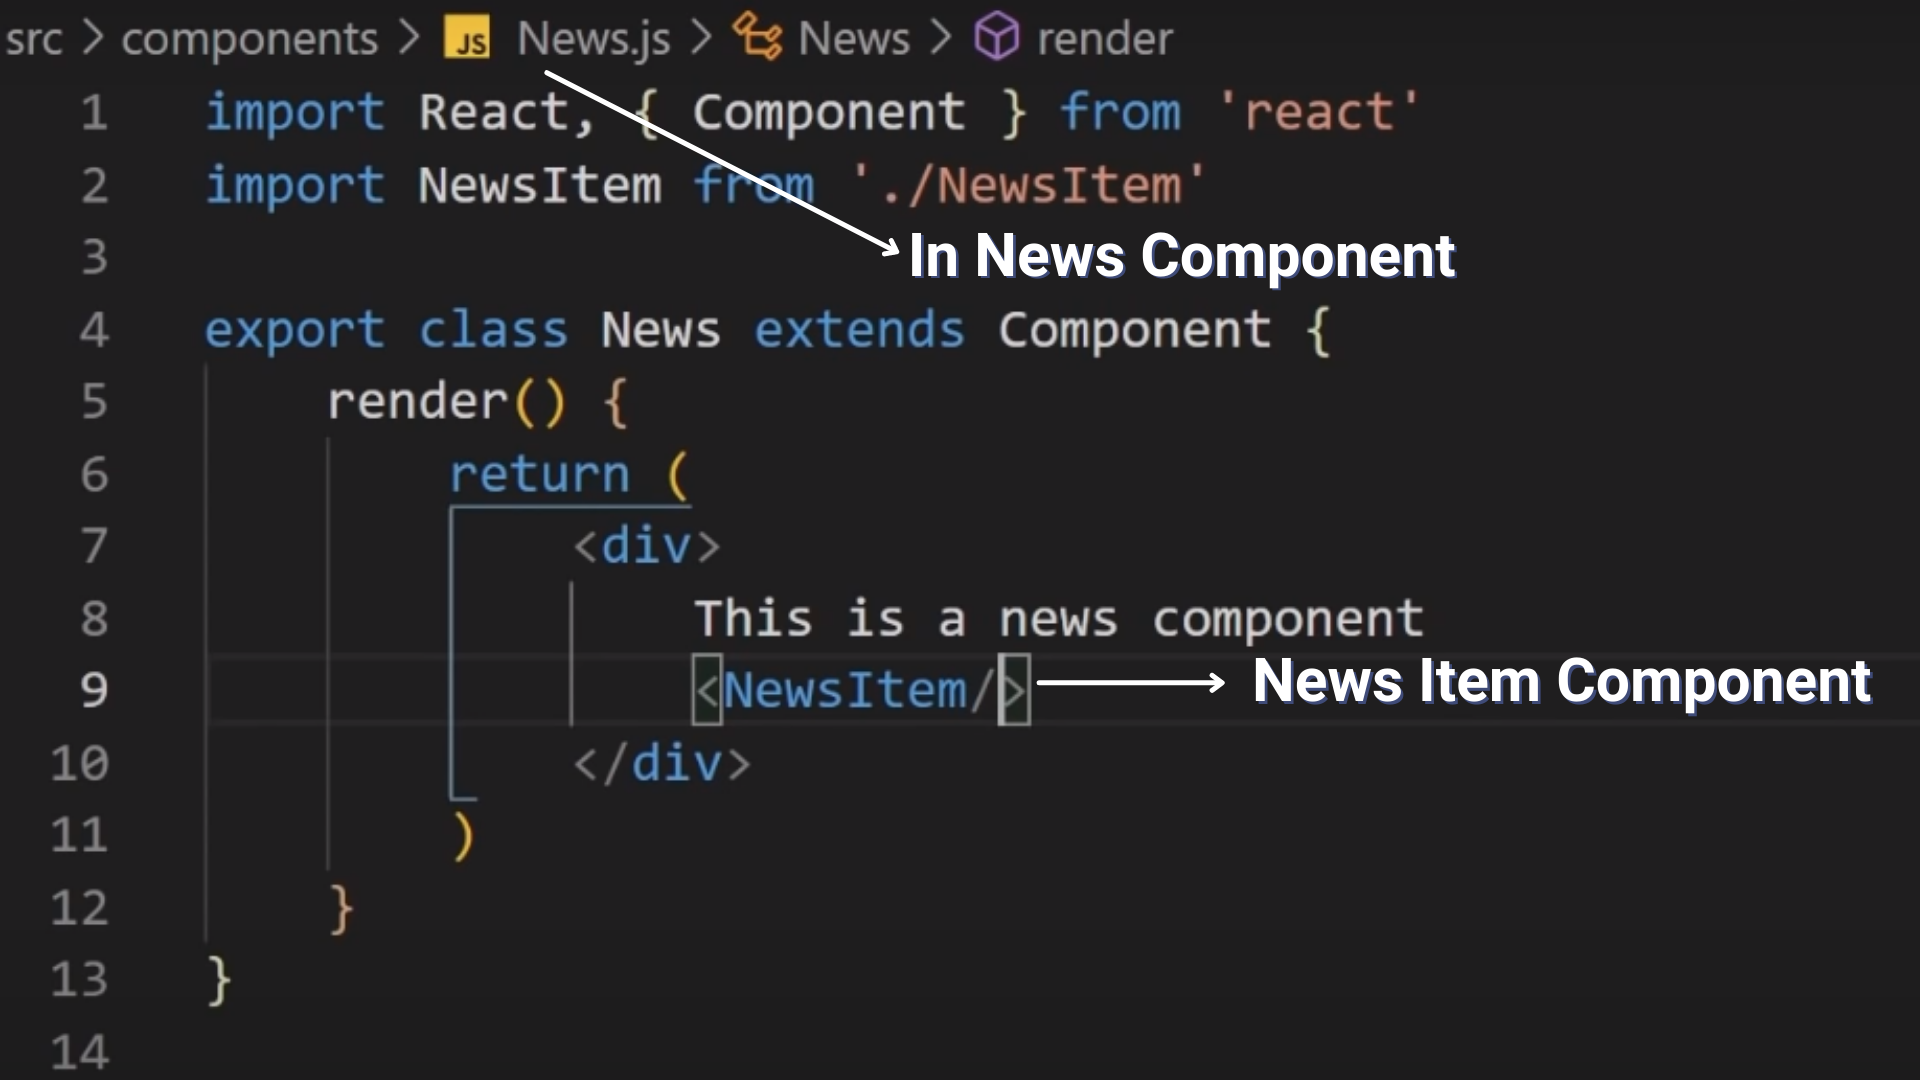 src > components > JS News.js > News > render
1 import React, { Component } from 'react'
2 import NewsItem from './NewsItem'
3
In News Component
4 export class News extends Component {
5 render() {
6 return (
7 <div>
8 This is a news component
9 <NewsItem/>
News Item Component
10 </div>
11 )
12 }
13 }
14